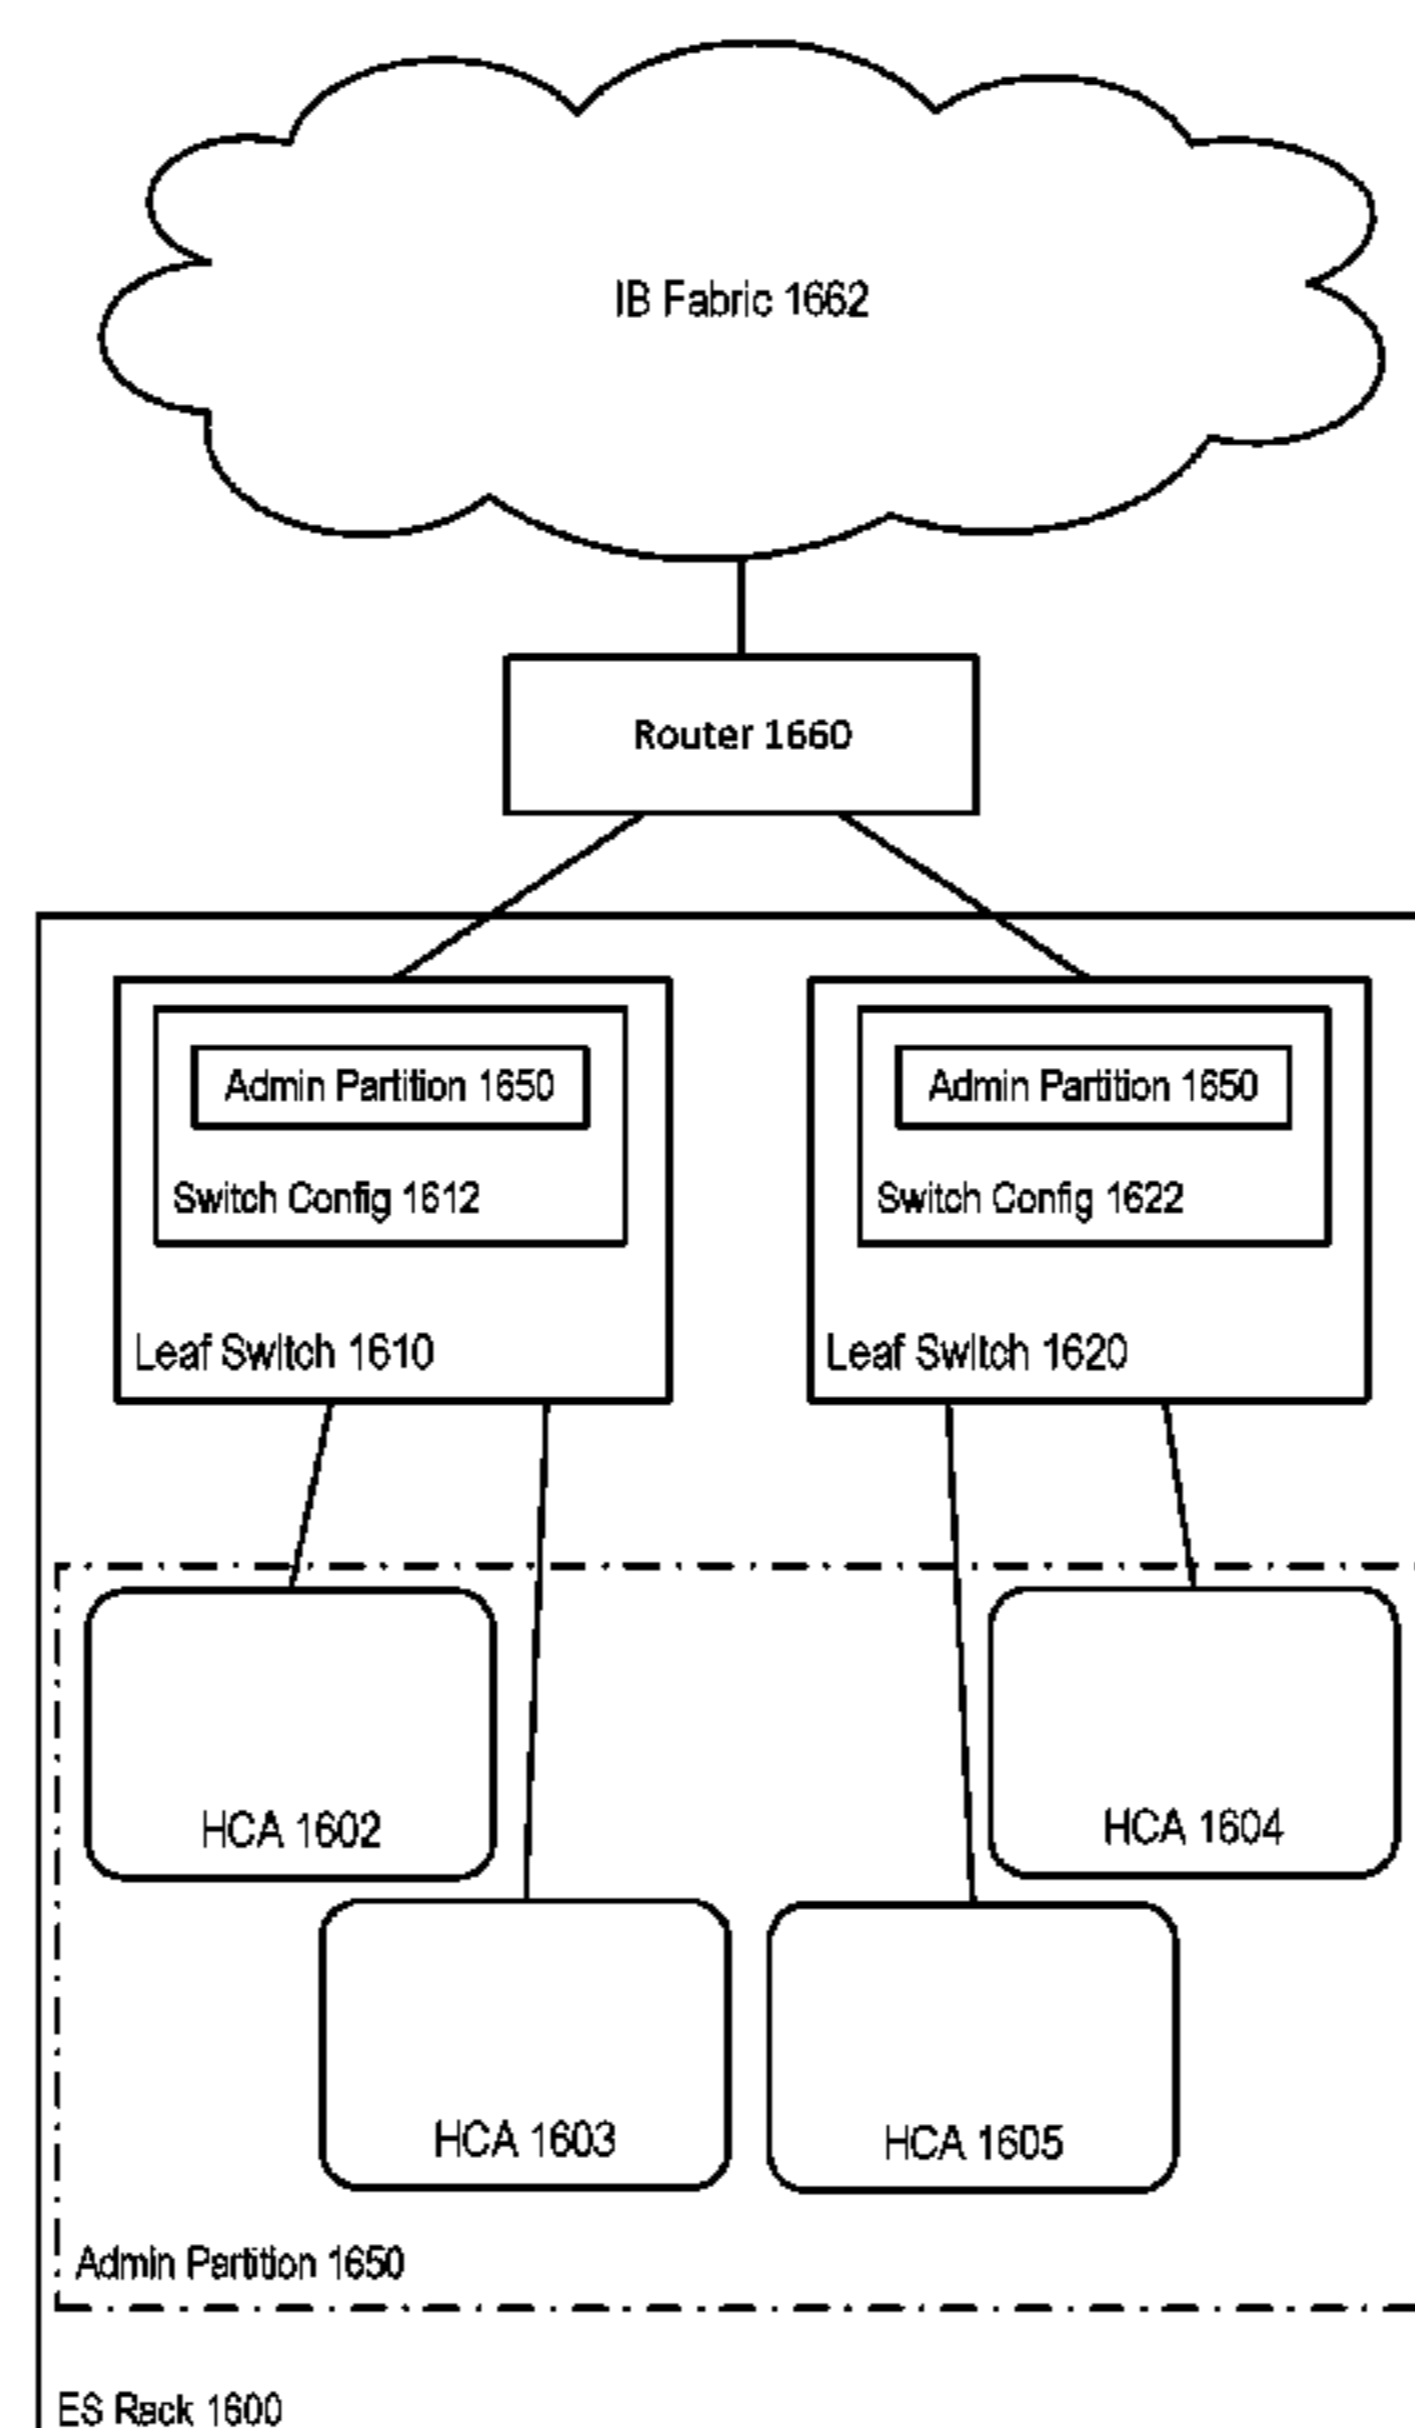 IB Fabric 1662
Router 1660
Admin Partition 1650
Admin Partition 1650
Switch Config 1612
Switch Config 1622
Leaf Switch 1610
Leaf Switch 1620
HCA 1602
HCA 1604
HCA 1603
HCA 1605
Admin Partition 1650
ES Rack 1600